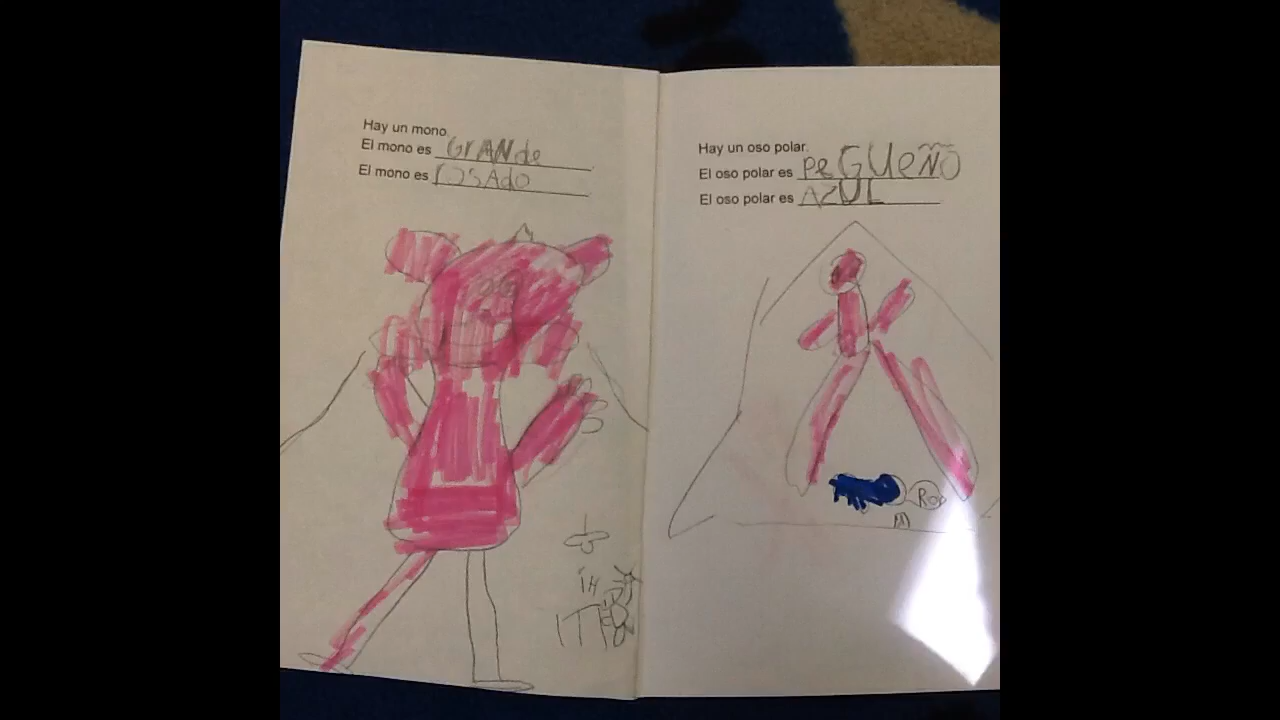 Hay un mono.
El mono es GrANde
El mono es rosAdo
Hay un oso polar.
El oso polar es PeGUeÑO
El oso polar es AZUL